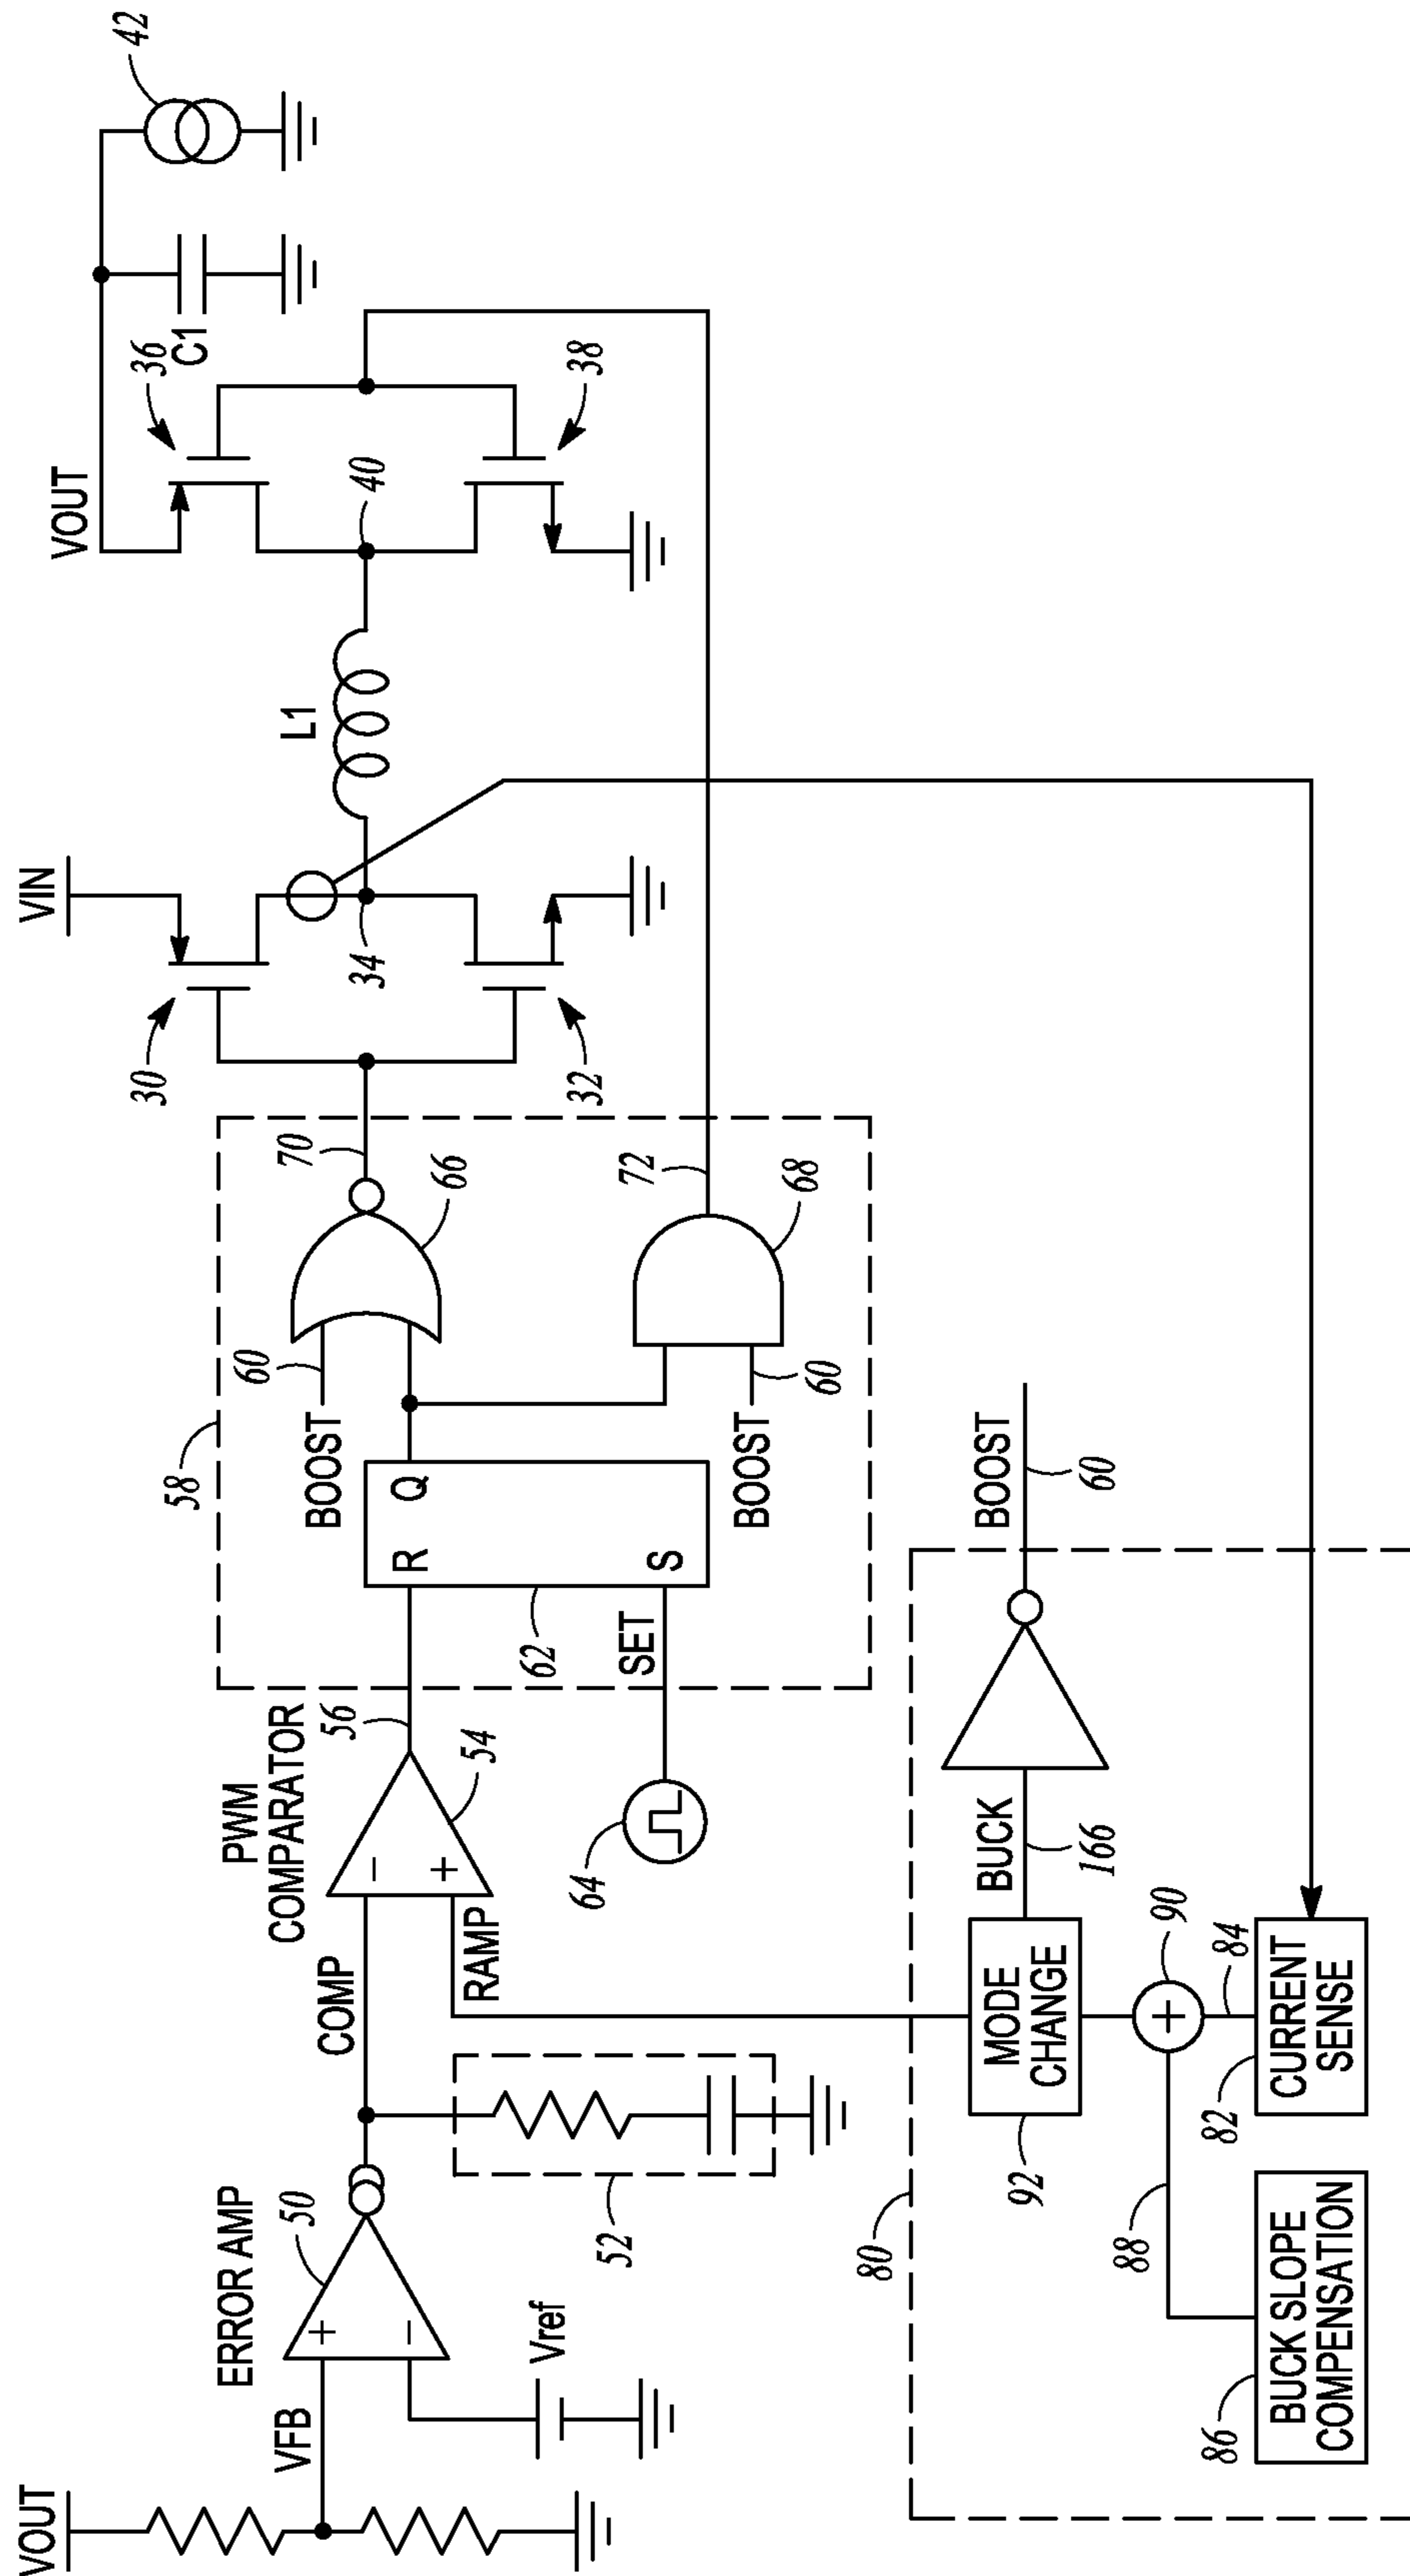 VOUT
VFB
Vref
ERROR AMP
+
−
50
52
COMP
RAMP
PWM
COMPARATOR
−
+
54
56
64
SET
58
62
R
S
Q
BOOST
60
66
70
BOOST
60
68
72
VIN
30
32
34
L1
VOUT
36
38
40
C1
42
80
86
BUCK SLOPE
COMPENSATION
88
90
+
82
CURRENT
SENSE
84
92
MODE
CHANGE
BUCK
166
BOOST
60